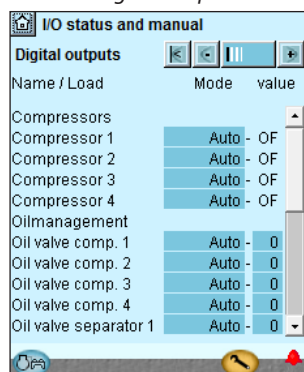 I/O status and manual
Digital outputs
Name / Load Mode value
Compressors
Compressor 1 Auto - OF
Compressor 2 Auto - OF
Compressor 3 Auto - OF
Compressor 4 Auto - OF
Oilmanagement
Oil valve comp. 1 Auto - 0
Oil valve comp. 2 Auto - 0
Oil valve comp. 3 Auto - 0
Oil valve comp. 4 Auto - 0
Oil valve separator 1 Auto - 0